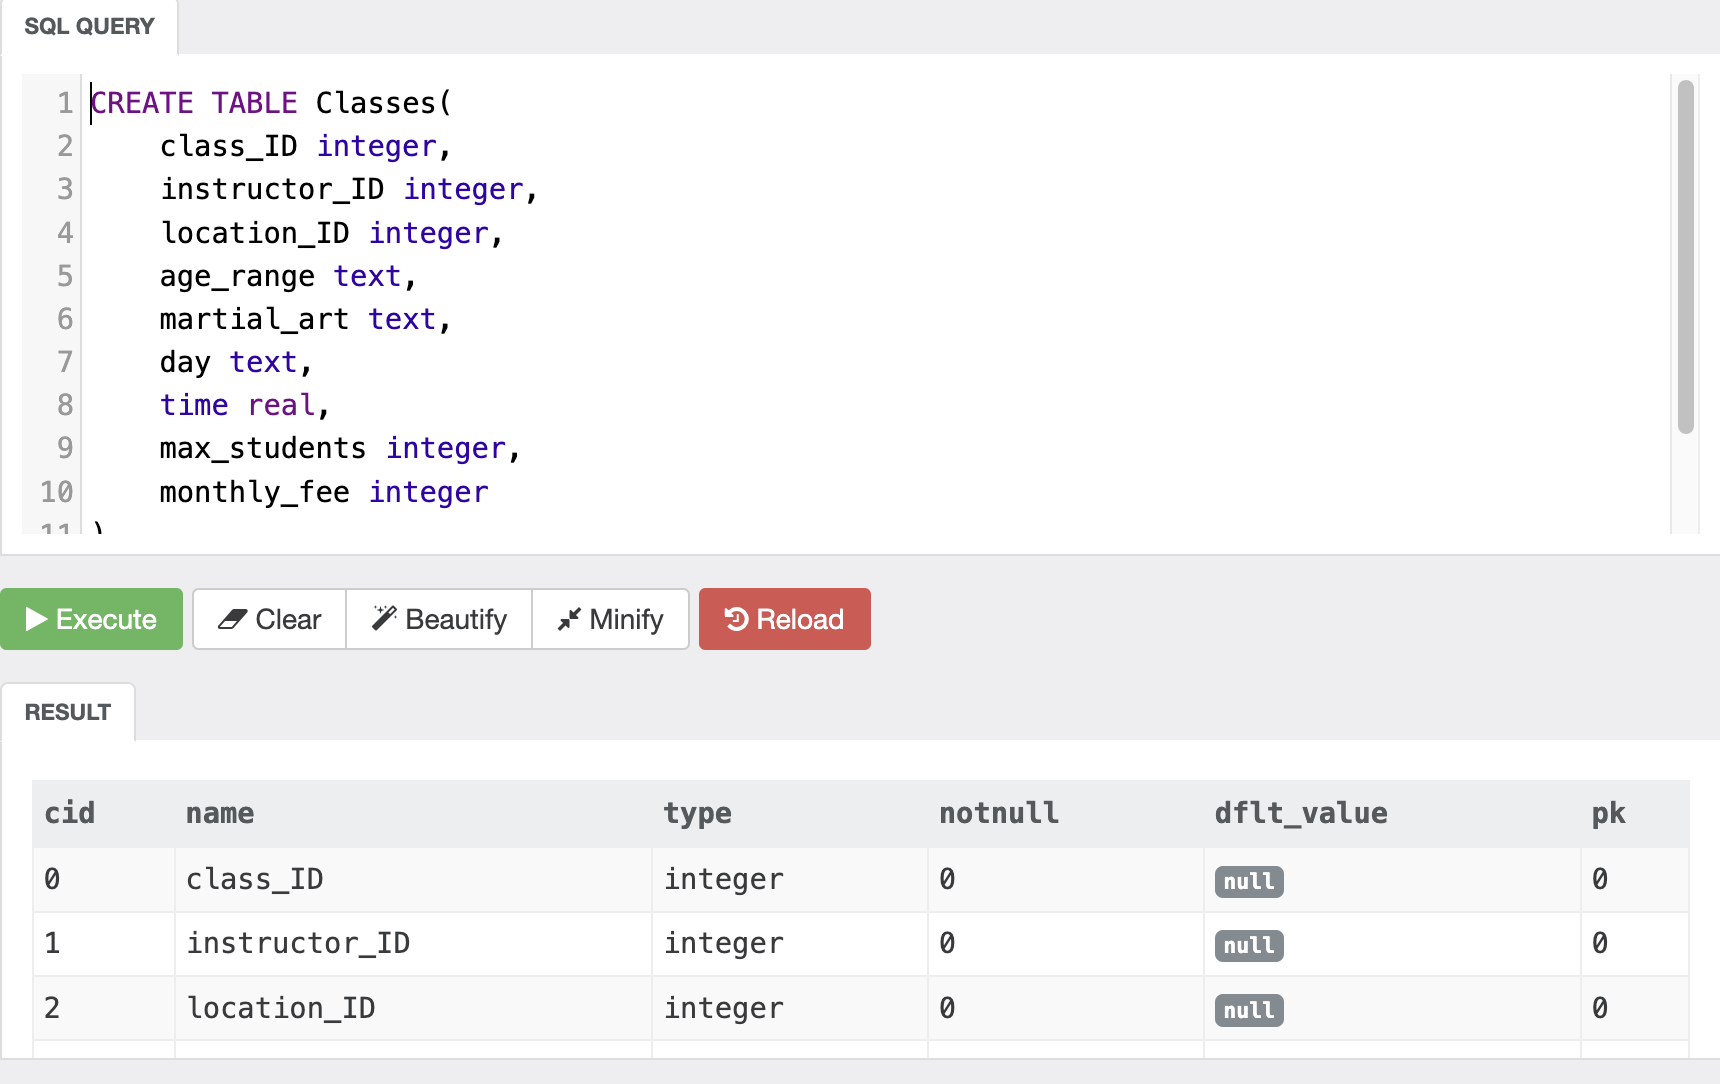 SQL QUERY
1 CREATE TABLE Classes(
2 class_ID integer,
3 instructor_ID integer,
4 location_ID integer,
5 age_range text,
6 martial_art text,
7 day text,
8 time real,
9 max_students integer,
10 monthly_fee integer
11 )
Execute Clear Beautify Minify Reload
RESULT
cid name type notnull dflt_value pk
0 class_ID integer 0 null 0
1 instructor_ID integer 0 null 0
2 location_ID integer 0 null 0